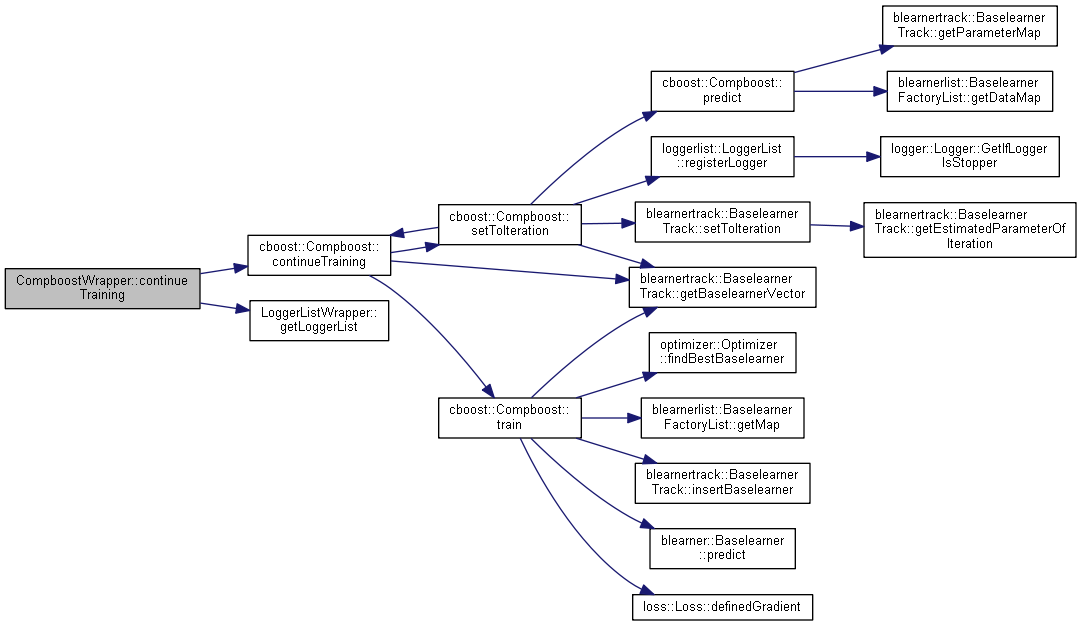 CompboostWrapper::continue
Training
cboost::Compboost::
continueTraining
LoggerListWrapper::
getLoggerList
cboost::Compboost::
setToIteration
cboost::Compboost::
train
cboost::Compboost::
predict
loggerlist::LoggerList
::registerLogger
blearnertrack::Baselearner
Track::setToIteration
blearnertrack::Baselearner
Track::getBaselearnerVector
optimizer::Optimizer
::findBestBaselearner
blearnerlist::Baselearner
FactoryList::getMap
blearnertrack::Baselearner
Track::insertBaselearner
blearner::Baselearner
::predict
loss::Loss::definedGradient
blearnertrack::Baselearner
Track::getParameterMap
blearnerlist::Baselearner
FactoryList::getDataMap
logger::Logger::GetIfLogger
IsStopper
blearnertrack::Baselearner
Track::getEstimatedParameterOf
Iteration